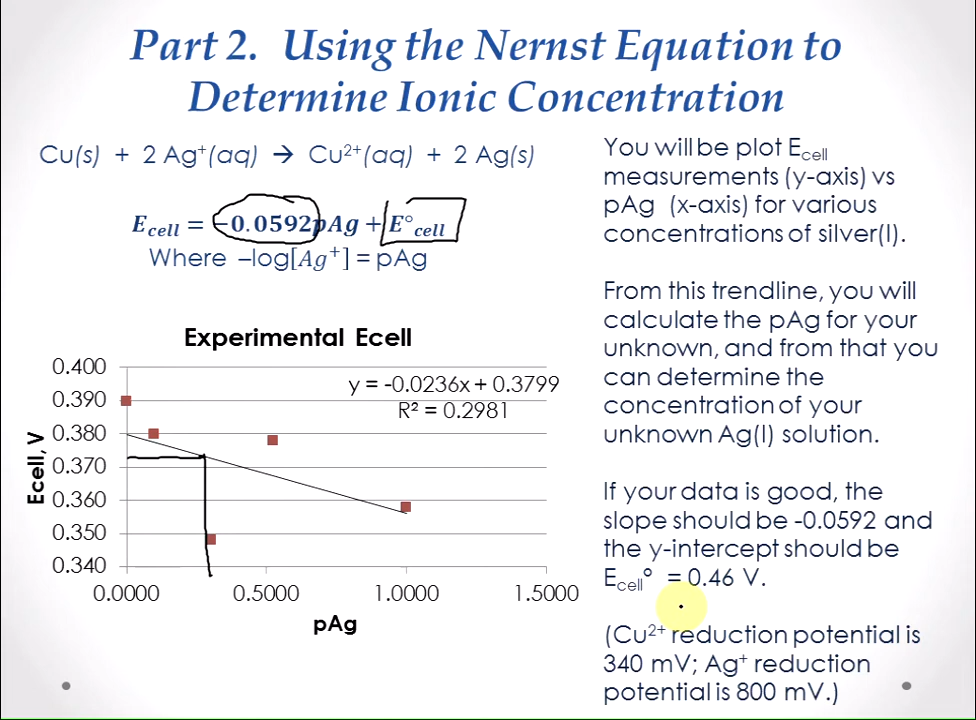 Part 2. Using the Nernst Equation to
Determine Ionic Concentration
Cu(s) + 2 Ag⁺(aq) → Cu²⁺(aq) + 2 Ag(s)
E_cell = −0.0592pAg + E°_cell
Where −log[Ag⁺] = pAg
You will be plot E_cell
measurements (y-axis) vs
pAg (x-axis) for various
concentrations of silver(I).
From this trendline, you will
calculate the pAg for your
unknown, and from that you
can determine the
concentration of your
unknown Ag(I) solution.
If your data is good, the
slope should be -0.0592 and
the y-intercept should be
E_cell° = 0.46 V.
(Cu²⁺ reduction potential is
340 mV; Ag⁺ reduction
potential is 800 mV.)
Experimental Ecell
y = -0.0236x + 0.3799
R² = 0.2981
Ecell, V
0.400
0.390
0.380
0.370
0.360
0.350
0.340
0.0000 0.5000 1.0000 1.5000
pAg